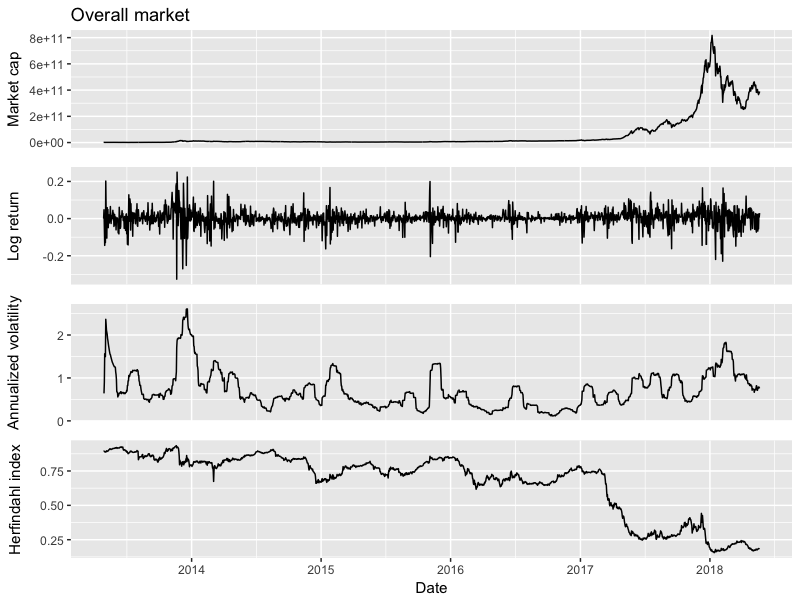 Overall market
Market cap
8e+11
6e+11
4e+11
2e+11
0e+00
Log return
0.2
0.0
-0.2
Annualized volatility
2
1
0
Herfindahl index
0.75
0.50
0.25
2014
2015
2016
2017
2018
Date